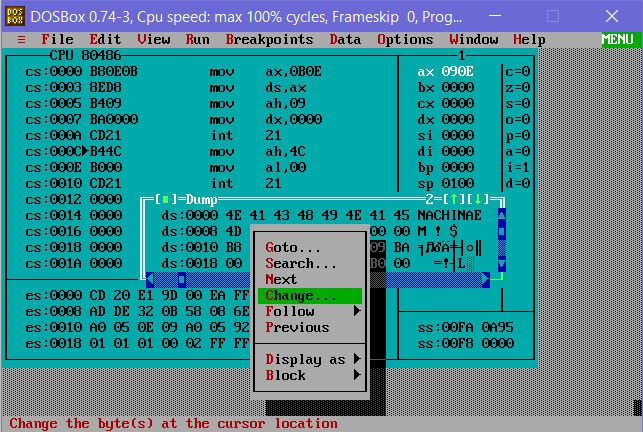 DOSBox 0.74-3, Cpu speed: max 100% cycles, Frameskip 0, Prog...
≡ File Edit View Run Breakpoints Data Options Window Help MENU
CPU 80486 1
cs:0000 B80E0B mov ax,0B0E ax 090E c=0
cs:0003 8ED8 mov ds,ax bx 0000 z=0
cs:0005 B409 mov ah,09 cx 0000 s=0
cs:0007 BA0000 mov dx,0000 dx 0000 o=0
cs:000A CD21 int 21 si 0000 p=0
cs:000C▶B44C mov ah,4C di 0000 a=0
cs:000E B000 mov al,00 bp 0000 i=1
cs:0010 CD21 int 21 sp 0100 d=0
cs:0012 0000
[■]=Dump 2=[↑][↓]
cs:0014 0000 ds:0000 4E 41 43 48 49 4E 41 45 NACHINAE
cs:0016 0000 ds:0008 4D 00 00 M ! $
cs:0018 0000 ds:0010 B8 09 BA
cs:001A 0000 ds:0018 00 B0 00
Goto...
Search...
Next
Change...
Follow ▶
Previous
Display as ▶
Block ▶
es:0000 CD 20 E1 9D 00 EA FF
es:0008 AD DE 32 0B 58 08 6E
es:0010 A0 05 0E 09 A0 05 92 ss:00FA 0A95
es:0018 01 01 01 00 02 FF FF ss:00F8 0000
Change the byte(s) at the cursor location